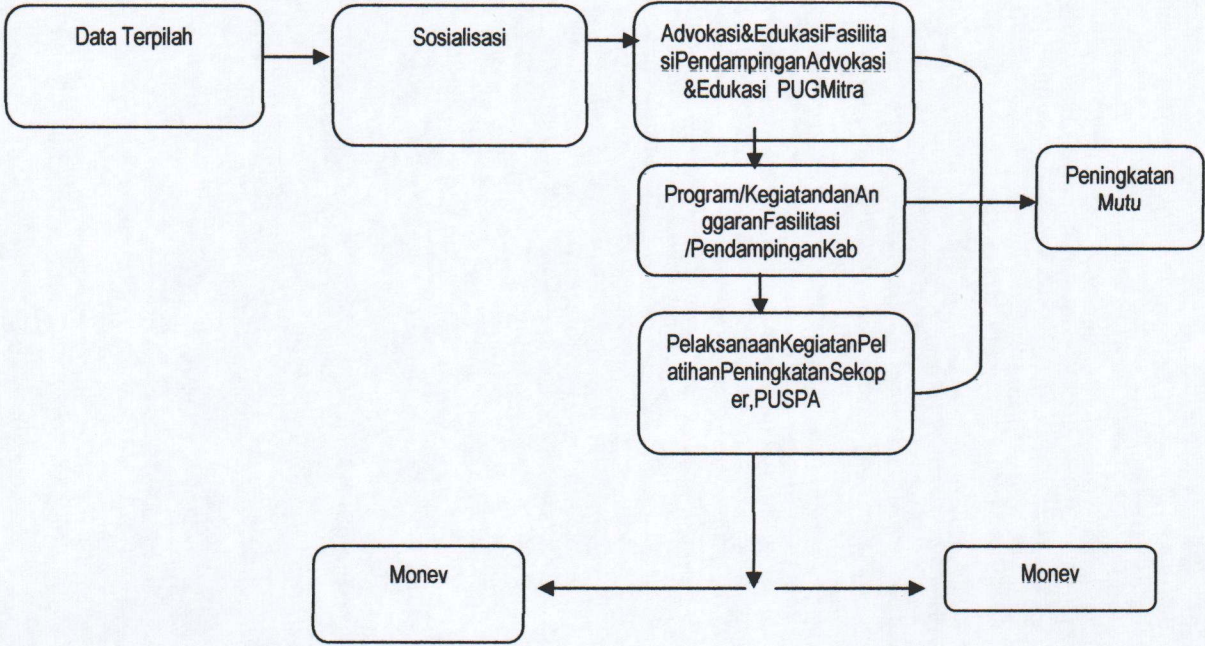 Data Terpilah
Sosialisasi
Advokasi&EdukasiFasilita
siPendampinganAdvokasi
&Edukasi PUGMitra
Program/KegiatandanAn
ggaranFasilitasi
/PendampinganKab
Peningkatan
Mutu
PelaksanaanKegiatanPel
atihanPeningkatanSekop
er,PUSPA
Monev
Monev